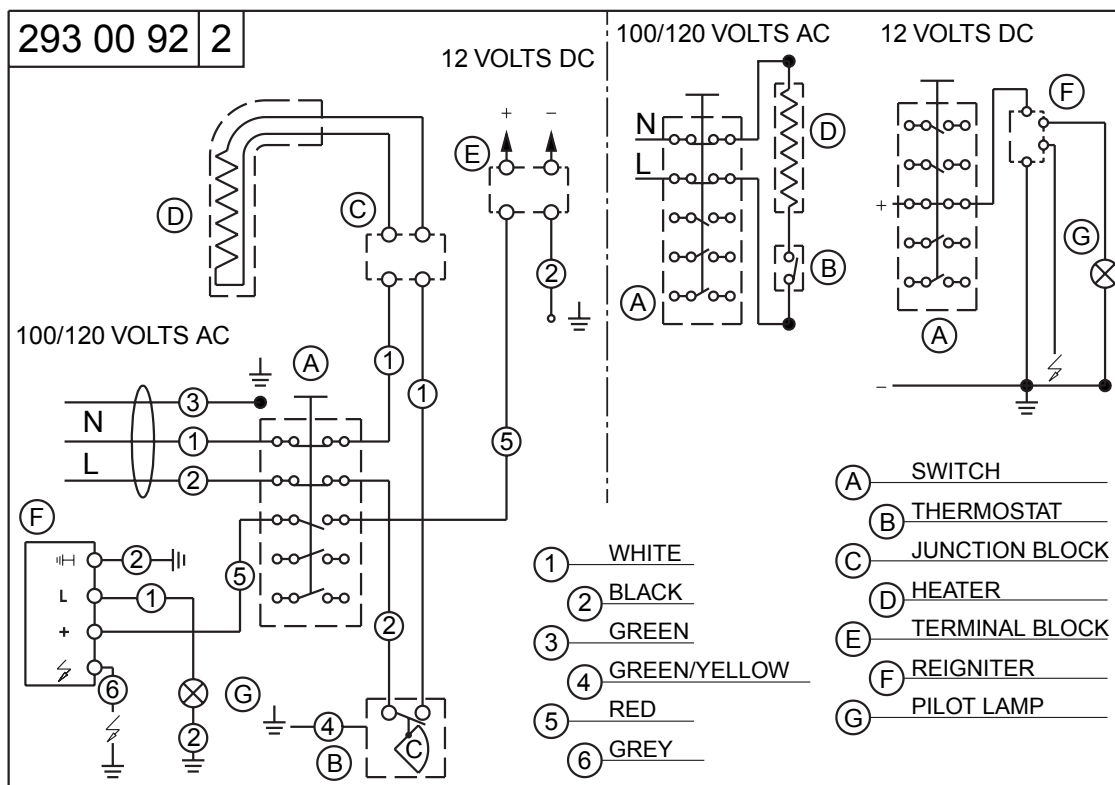 293 00 92 2
12 VOLTS DC
+ −
E
D
C
2
100/120 VOLTS AC
A
1
1
3
N
1
L
2
5
F
2
L
1
5
+
2
6
G
2
4
B
C
100/120 VOLTS AC
N
L
D
B
A
12 VOLTS DC
F
+
G
A
−
1 WHITE
2 BLACK
3 GREEN
4 GREEN/YELLOW
5 RED
6 GREY
A SWITCH
B THERMOSTAT
C JUNCTION BLOCK
D HEATER
E TERMINAL BLOCK
F REIGNITER
G PILOT LAMP